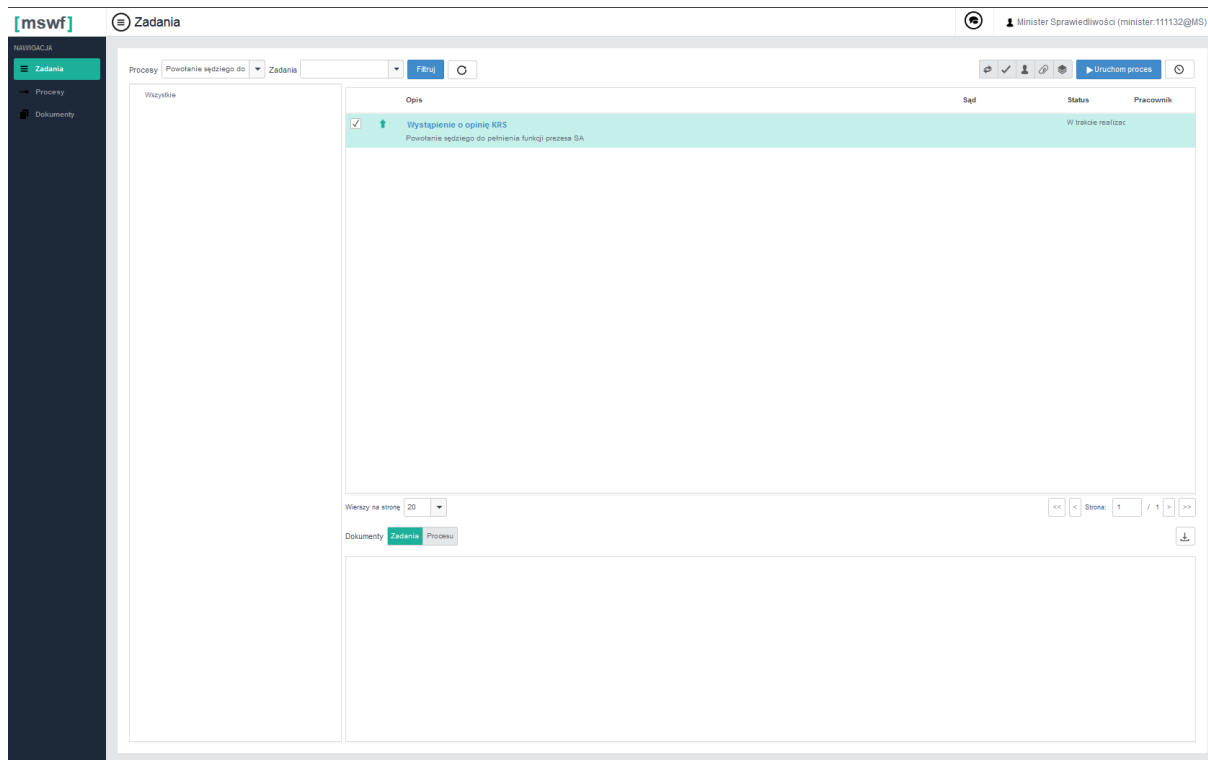 [mswf]
Zadania
Minister Sprawiedliwości (minister:111132@MS)
NAWIGACJA
Zadania
Procesy
Dokumenty
Procesy Powołanie sędziego do Zadania Filtruj Uruchom proces
Wszystkie
Opis Sąd Status Pracownik
Wystąpienie o opinię KRS W trakcie realizac
Powołanie sędziego do pełnienia funkcji prezesa SA
Wierszy na stronę 20 << < Strona: 1 / 1 > >>
Dokumenty Zadania Procesu